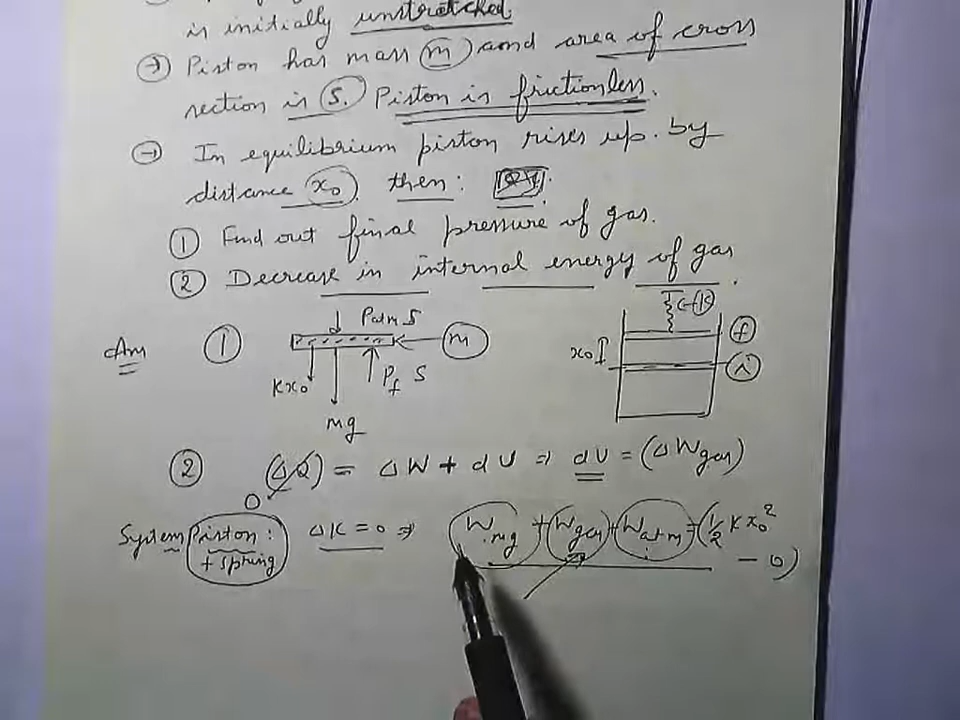 is initially unstretched
→ Piston has mass m and area of cross
section is S. Piston is frictionless.
→ In equilibrium piston rises up by
distance x₀ then:
① Find out final pressure of gas.
② Decrease in internal energy of gas.
Ans ① Patm S
m
Kx₀ Pf S
mg
(K)
x₀ f
i
② (ΔQ) = ΔW + dU ⇒ dU = (ΔWgas)
0
System Piston: ΔK = 0 ⇒ Wmg + Wgas + Watm = (½ K x₀²
+ spring − 0)